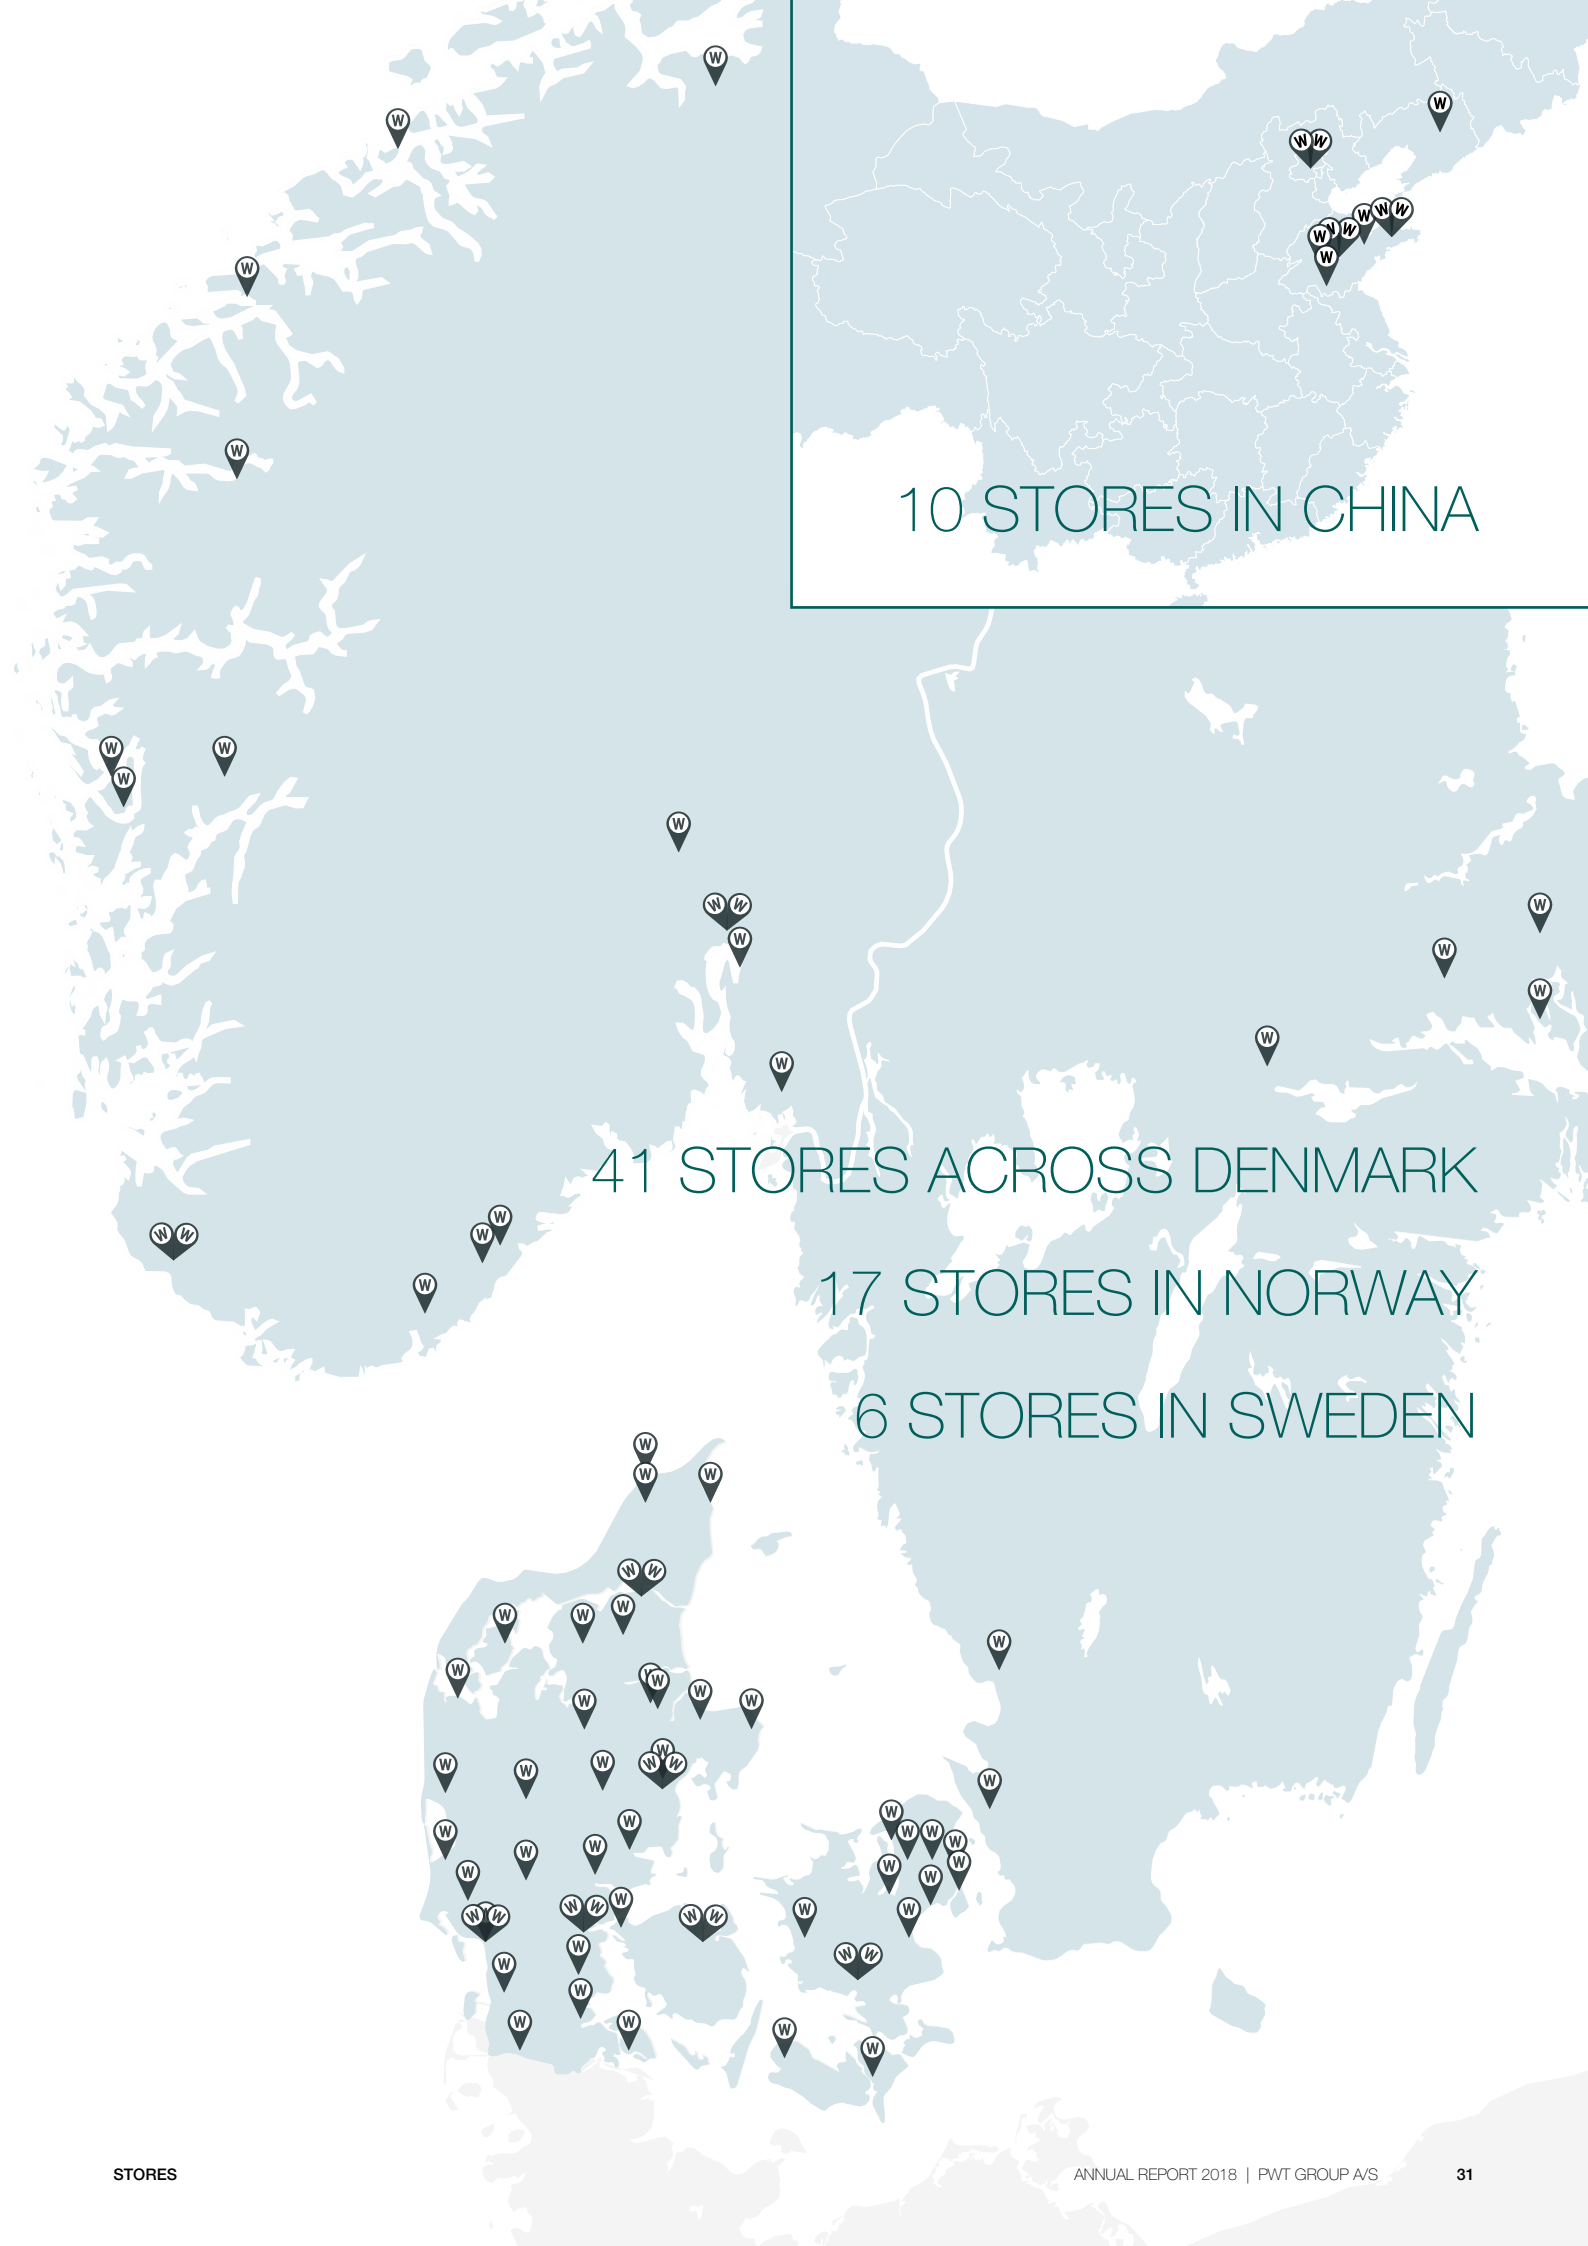 10 STORES IN CHINA
41 STORES ACROSS DENMARK
17 STORES IN NORWAY
6 STORES IN SWEDEN
STORES
ANNUAL REPORT 2018 | PWT GROUP A/S 31